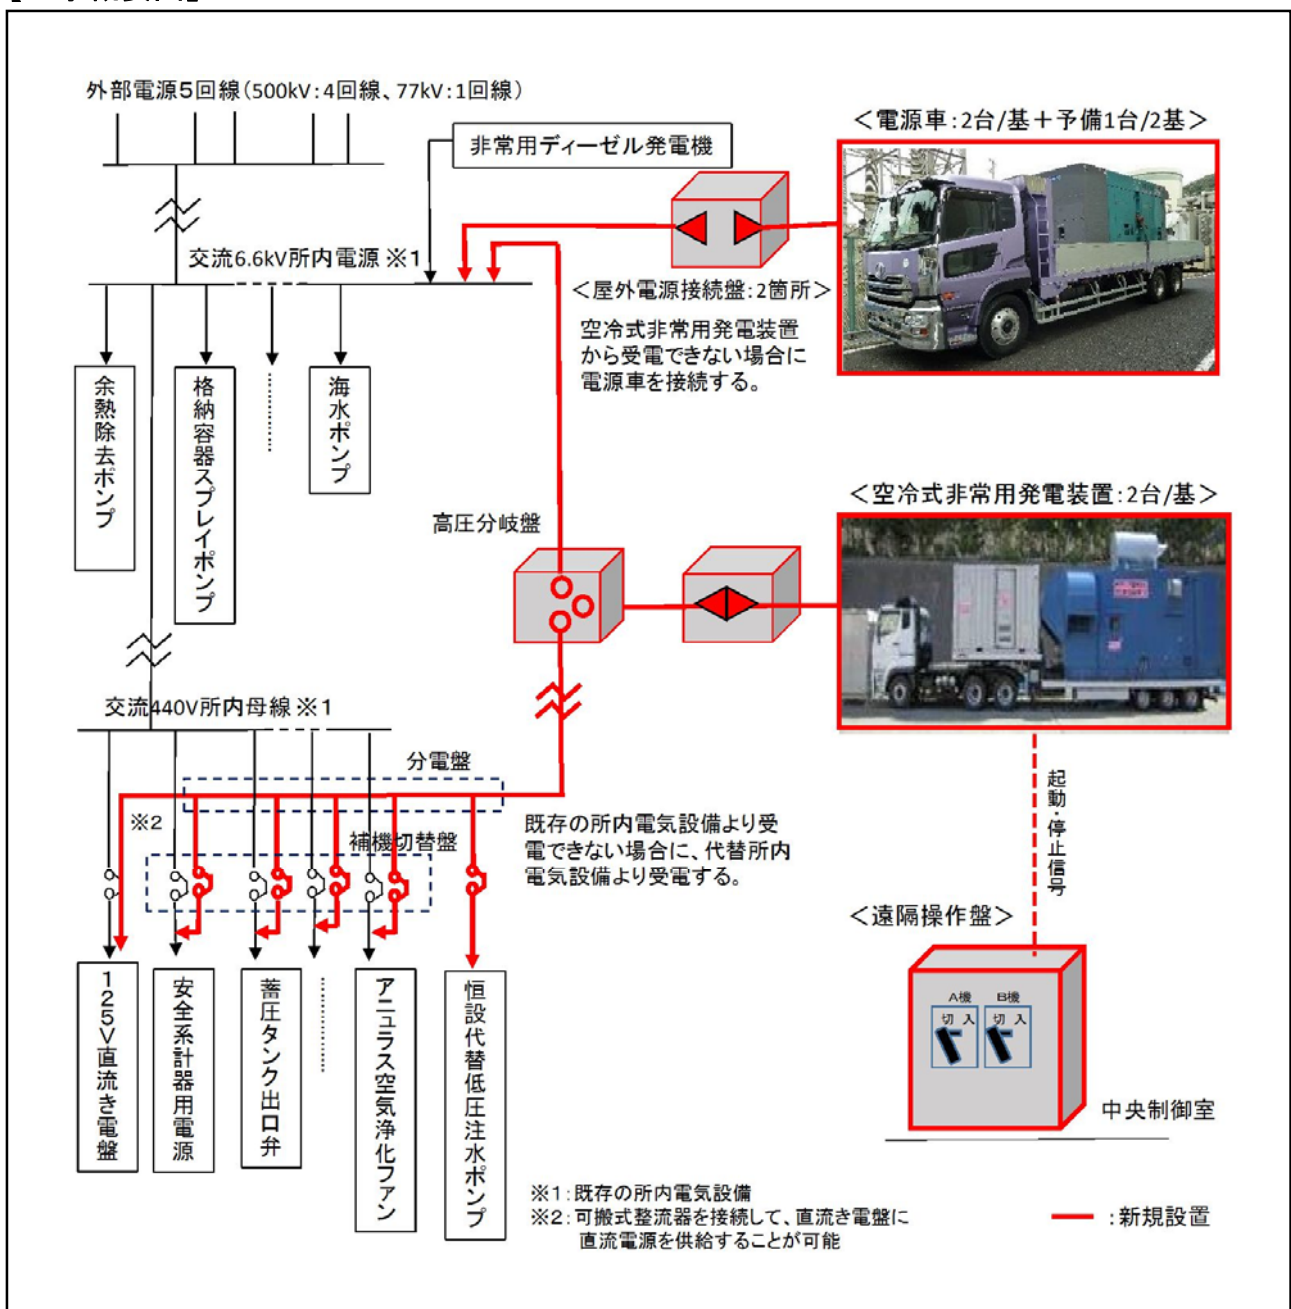 外部電源5回線(500kV:4回線、77kV:1回線)
非常用ディーゼル発電機
<電源車:2台/基+予備1台/2基>
交流6.6kV所内電源 ※1
<屋外電源接続盤:2箇所>
空冷式非常用発電装置
から受電できない場合に
電源車を接続する。
余熱除去ポンプ
格納容器スプレイポンプ
海水ポンプ
高圧分岐盤
<空冷式非常用発電装置:2台/基>
交流440V所内母線 ※1
分電盤
※2
補機切替盤
既存の所内電気設備より受
電できない場合に、代替所内
電気設備より受電する。
起動・停止信号
<遠隔操作盤>
A機 B機
切 入 切 入
中央制御室
125V直流き電盤
安全系計器用電源
蓄圧タンク出口弁
アニュラス空気浄化ファン
恒設代替低圧注水ポンプ
※1:既存の所内電気設備
※2:可搬式整流器を接続して、直流き電盤に
直流電源を供給することが可能
:新規設置